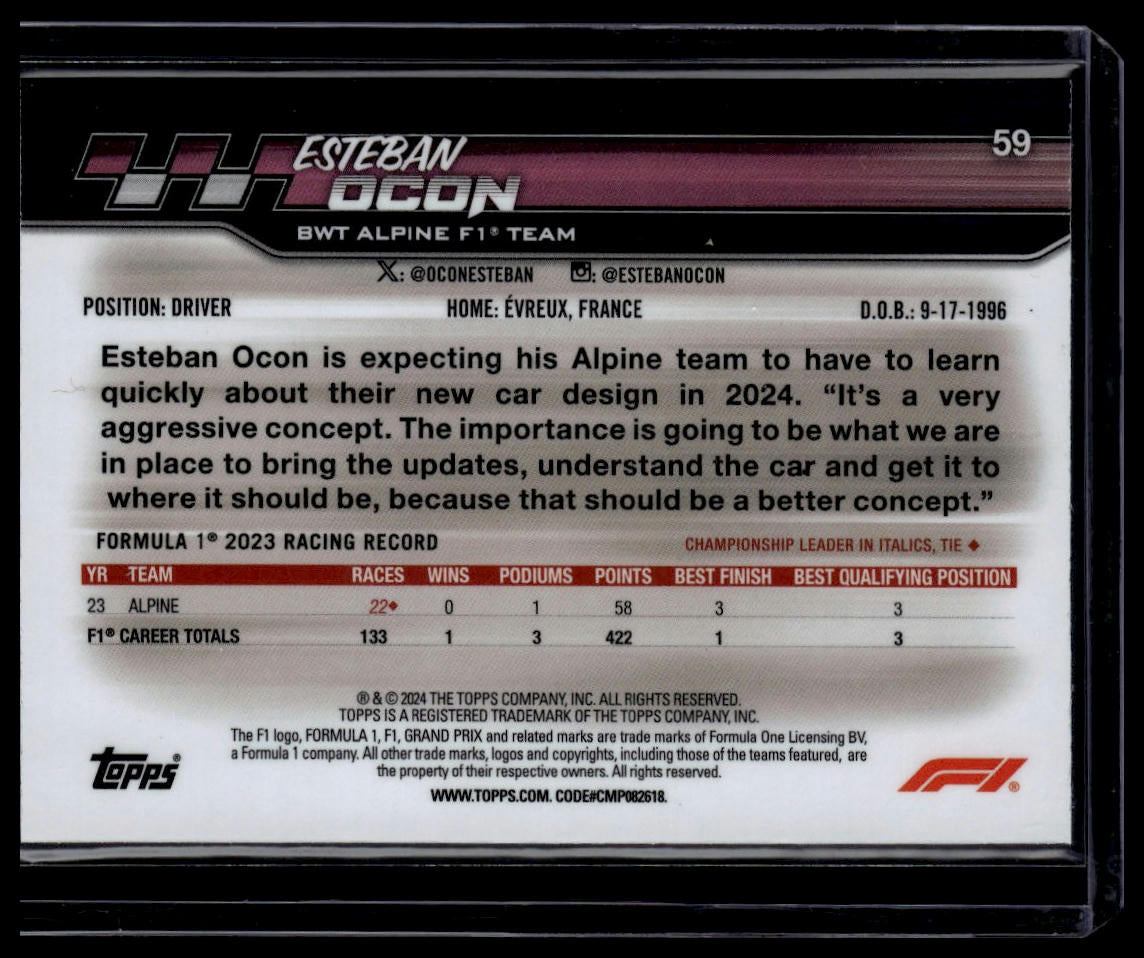 59
ESTEBAN
OCON
BWT ALPINE F1® TEAM
X: @OCONESTEBAN : @ESTEBANOCON
POSITION: DRIVER HOME: ÉVREUX, FRANCE D.O.B.: 9-17-1996
Esteban Ocon is expecting his Alpine team to have to learn
quickly about their new car design in 2024. “It’s a very
aggressive concept. The importance is going to be what we are
in place to bring the updates, understand the car and get it to
where it should be, because that should be a better concept.”
FORMULA 1® 2023 RACING RECORD CHAMPIONSHIP LEADER IN ITALICS, TIE ♦
YR TEAM RACES WINS PODIUMS POINTS BEST FINISH BEST QUALIFYING POSITION
23 ALPINE 22♦ 0 1 58 3 3
F1® CAREER TOTALS 133 1 3 422 1 3
® & © 2024 THE TOPPS COMPANY, INC. ALL RIGHTS RESERVED.
TOPPS IS A REGISTERED TRADEMARK OF THE TOPPS COMPANY, INC.
The F1 logo, FORMULA 1, F1, GRAND PRIX and related marks are trade marks of Formula One Licensing BV,
a Formula 1 company. All other trade marks, logos and copyrights, including those of the teams featured, are
the property of their respective owners. All rights reserved.
WWW.TOPPS.COM. CODE#CMP082618.
topps®
F1®